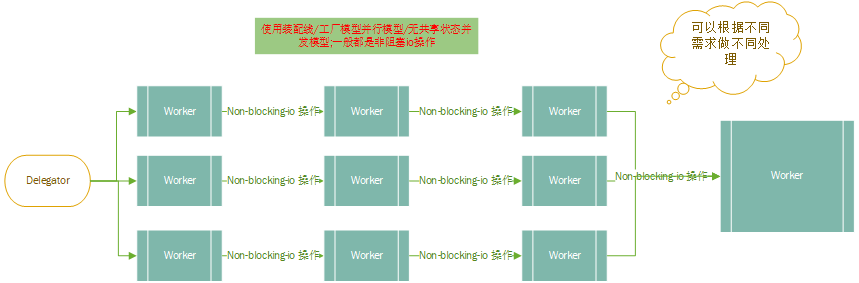 使用装配线/工厂模型并行模型/无共享状态并
发模型;一般都是非阻塞io操作
可以根据不同
需求做不同处
理
Worker
Non-blocking-io 操作
Worker
Non-blocking-io 操作
Worker
Delegator
Worker
Non-blocking-io 操作
Worker
Non-blocking-io 操作
Worker
Non-blocking-io 操作
Worker
Worker
Non-blocking-io 操作
Worker
Non-blocking-io 操作
Worker